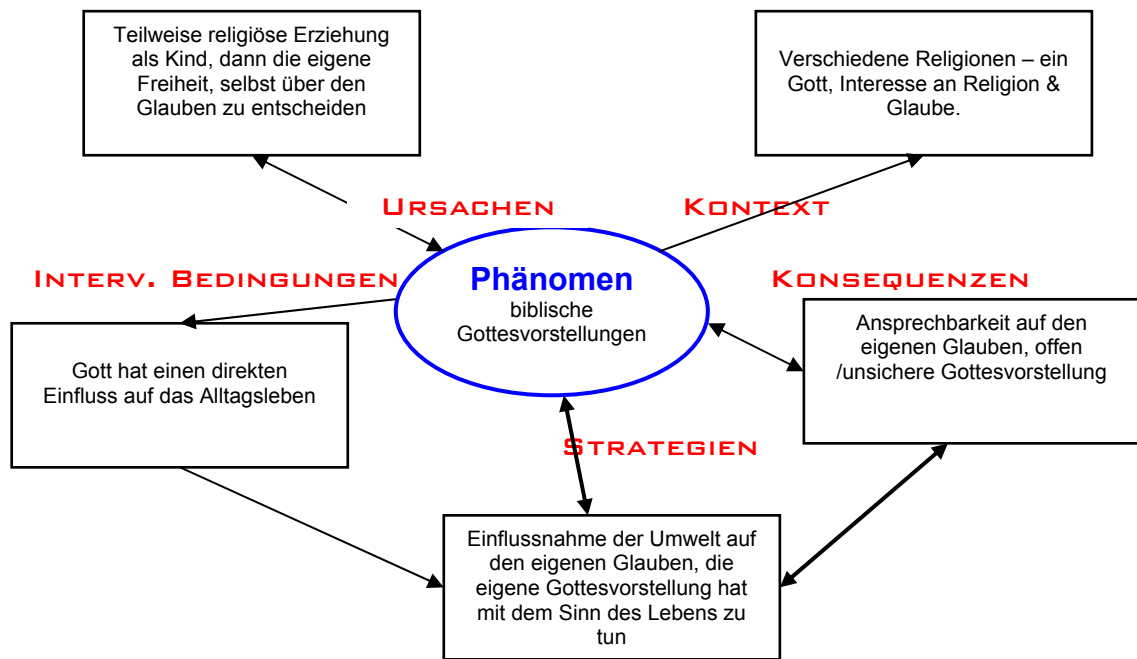 Teilweise religiöse Erziehung
als Kind, dann die eigene
Freiheit, selbst über den
Glauben zu entscheiden
Verschiedene Religionen – ein
Gott, Interesse an Religion &
Glaube.
URSACHEN
KONTEXT
INTERV. BEDINGUNGEN
Phänomen
biblische
Gottesvorstellungen
KONSEQUENZEN
Gott hat einen direkten
Einfluss auf das Alltagsleben
Ansprechbarkeit auf den
eigenen Glauben, offen
/unsichere Gottesvorstellung
STRATEGIEN
Einflussnahme der Umwelt auf
den eigenen Glauben, die
eigene Gottesvorstellung hat
mit dem Sinn des Lebens zu
tun